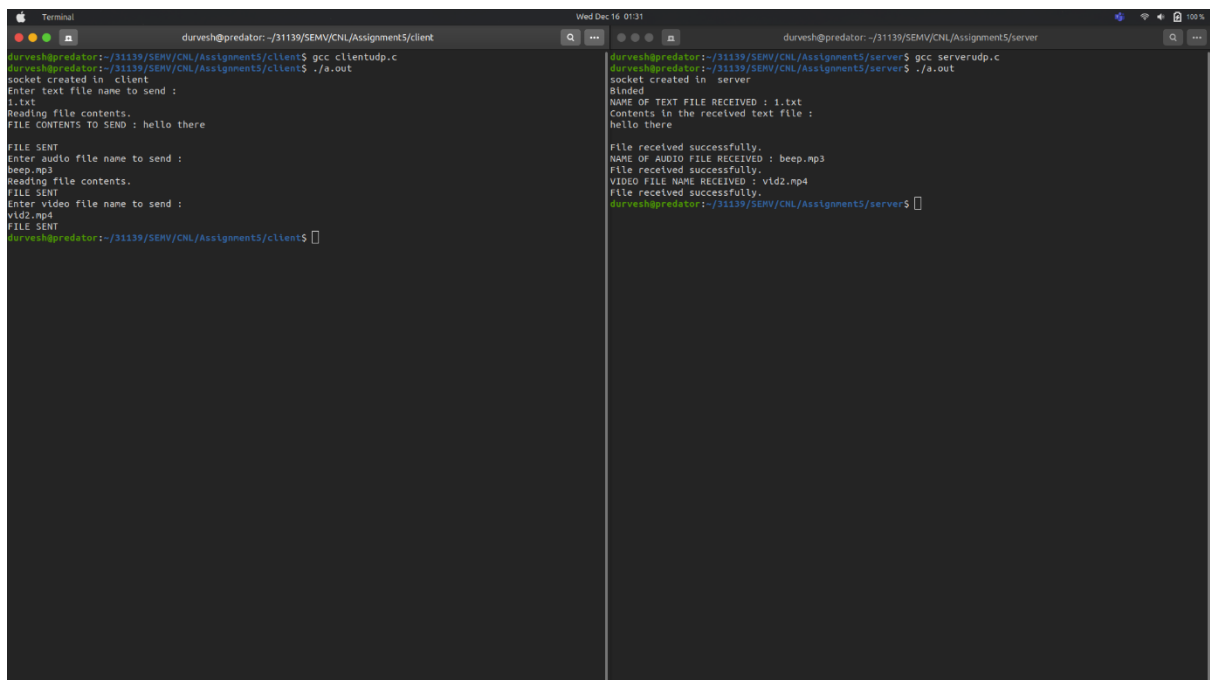 Terminal
Wed Dec 16 01:31
100 %
durvesh@predator: ~/31139/SEMV/CNL/Assignment5/client
durvesh@predator:~/31139/SEMV/CNL/Assignment5/client$ gcc clientudp.c
durvesh@predator:~/31139/SEMV/CNL/Assignment5/client$ ./a.out
socket created in  client
Enter text file name to send :
1.txt
Reading file contents.
FILE CONTENTS TO SEND : hello there
FILE SENT
Enter audio file name to send :
beep.mp3
Reading file contents.
FILE SENT
Enter video file name to send :
vid2.mp4
FILE SENT
durvesh@predator:~/31139/SEMV/CNL/Assignment5/client$
durvesh@predator: ~/31139/SEMV/CNL/Assignment5/server
durvesh@predator:~/31139/SEMV/CNL/Assignment5/server$ gcc serverudp.c
durvesh@predator:~/31139/SEMV/CNL/Assignment5/server$ ./a.out
socket created in  server
Binded
NAME OF TEXT FILE RECEIVED : 1.txt
Contents in the received text file :
hello there
File received successfully.
NAME OF AUDIO FILE RECEIVED : beep.mp3
File received successfully.
VIDEO FILE NAME RECEIVED : vid2.mp4
File received successfully.
durvesh@predator:~/31139/SEMV/CNL/Assignment5/server$